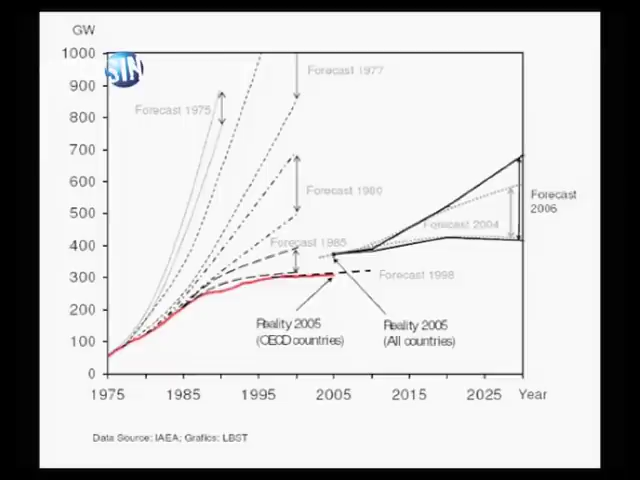 GW
SIN
1000
900
800
700
600
500
400
300
200
100
0
Forecast 1977
Forecast 1975
Forecast 1980
Forecast 1985
Forecast 2004
Forecast
2006
Forecast 1998
Reality 2005
(OECD countries)
Reality 2005
(All countries)
1975 1985 1995 2005 2015 2025 Year
Data Source: IAEA; Grafics: LBST